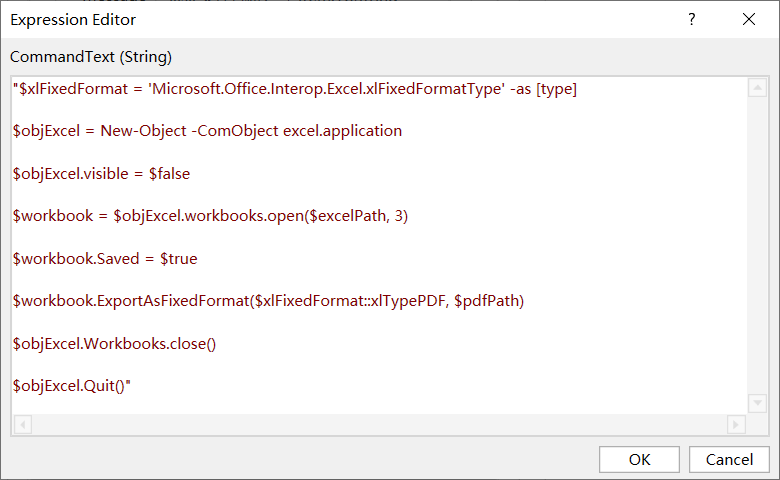 Expression Editor
?
CommandText (String)
"$xlFixedFormat = 'Microsoft.Office.Interop.Excel.xlFixedFormatType' -as [type]
$objExcel = New-Object -ComObject excel.application
$objExcel.visible = $false
$workbook = $objExcel.workbooks.open($excelPath, 3)
$workbook.Saved = $true
$workbook.ExportAsFixedFormat($xlFixedFormat::xlTypePDF, $pdfPath)
$objExcel.Workbooks.close()
$objExcel.Quit()"
OK
Cancel